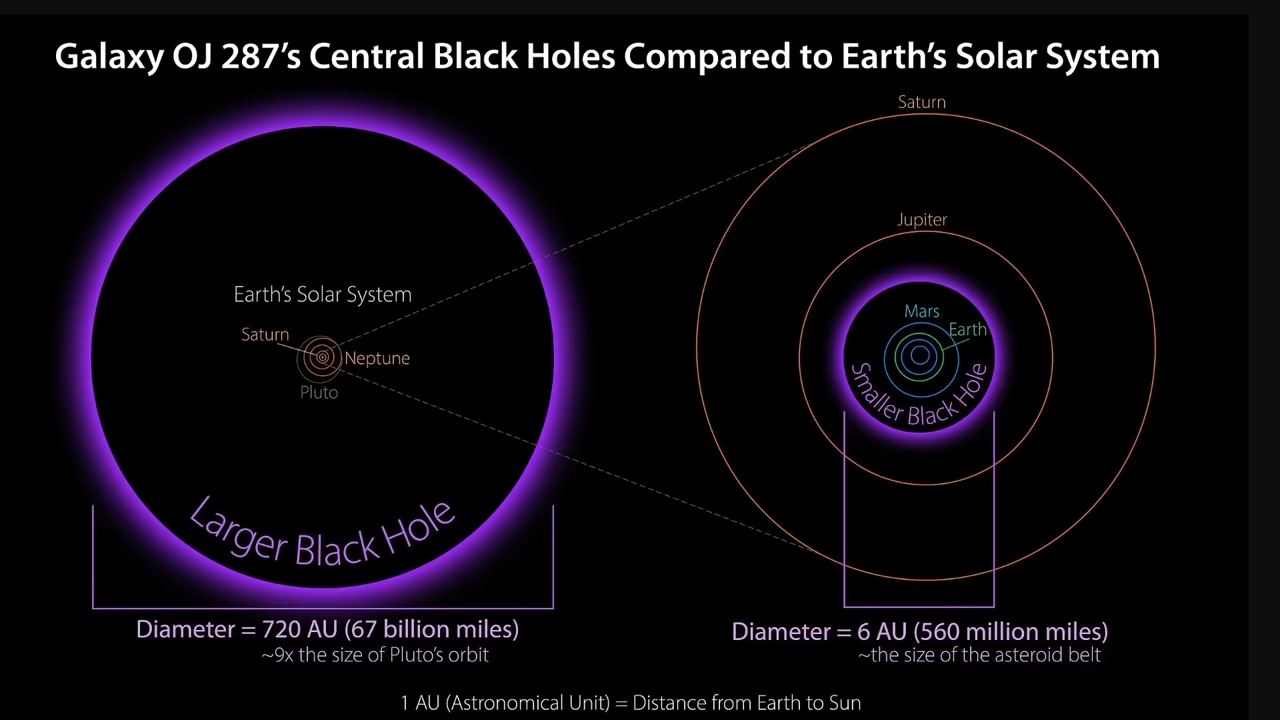 Galaxy OJ 287’s Central Black Holes Compared to Earth’s Solar System
Earth’s Solar System
Saturn
Neptune
Pluto
Larger Black Hole
Diameter = 720 AU (67 billion miles)
~9x the size of Pluto’s orbit
Saturn
Jupiter
Mars
Earth
Smaller Black Hole
Diameter = 6 AU (560 million miles)
~the size of the asteroid belt
1 AU (Astronomical Unit) = Distance from Earth to Sun